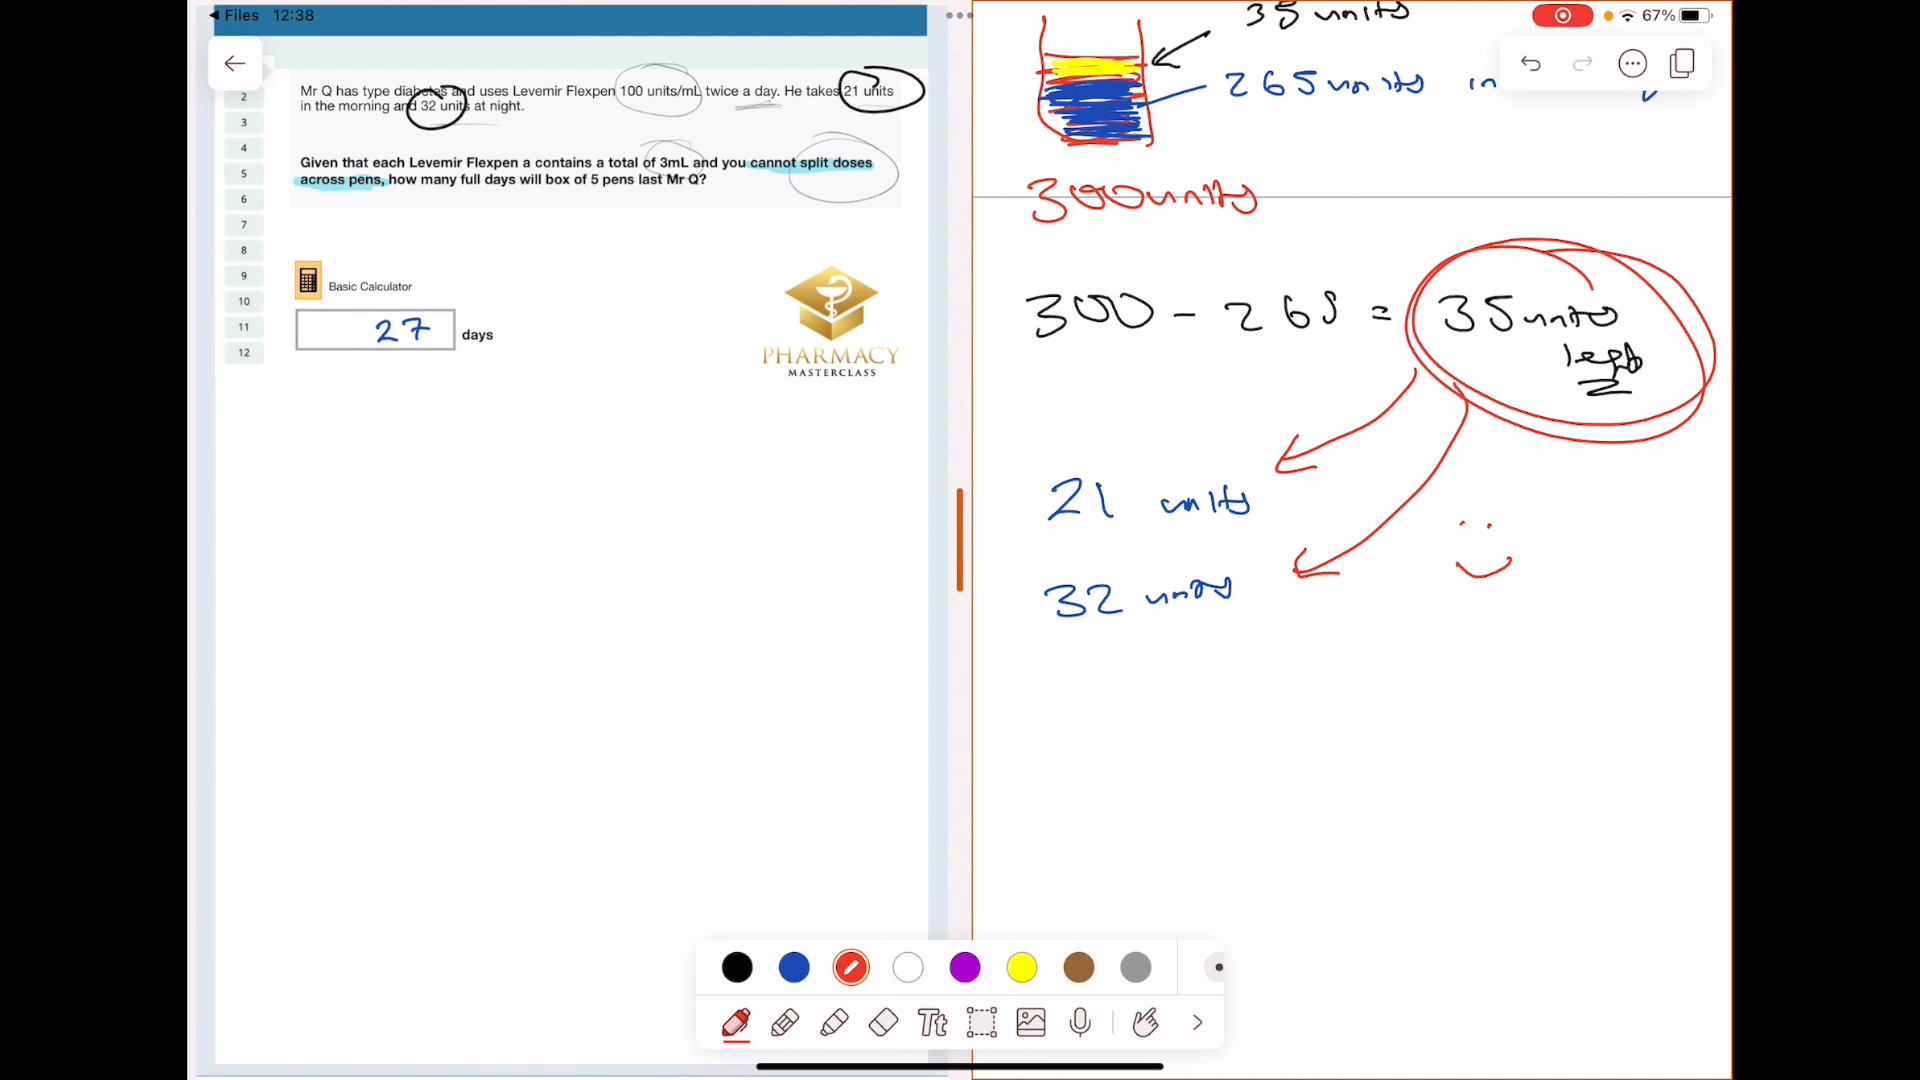 Files 12:38
67%
2
3
4
5
6
7
8
9
10
11
12
Mr Q has type diabetes and uses Levemir Flexpen 100 units/mL twice a day. He takes 21 units
in the morning and 32 units at night.
Given that each Levemir Flexpen a contains a total of 3mL and you cannot split doses
across pens, how many full days will box of 5 pens last Mr Q?
Basic Calculator
27 days
PHARMACY
MASTERCLASS
35 units
265 units in
300 units
300 - 265 = 35 units
left
21 units
32 units
Tt